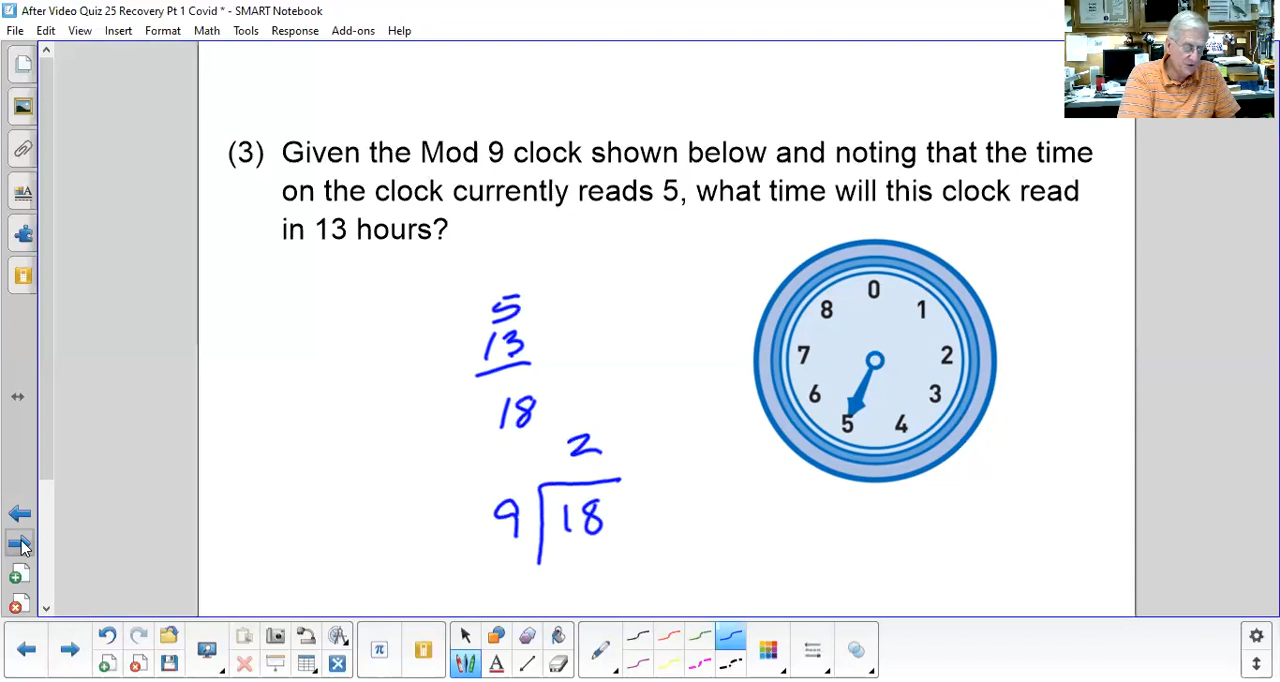 After Video Quiz 25 Recovery Pt 1 Covid * - SMART Notebook
File Edit View Insert Format Math Tools Response Add-ons Help
(3) Given the Mod 9 clock shown below and noting that the time
on the clock currently reads 5, what time will this clock read
in 13 hours?
5
13
18
2
9 18
0
1
2
3
4
5
6
7
8
π
A